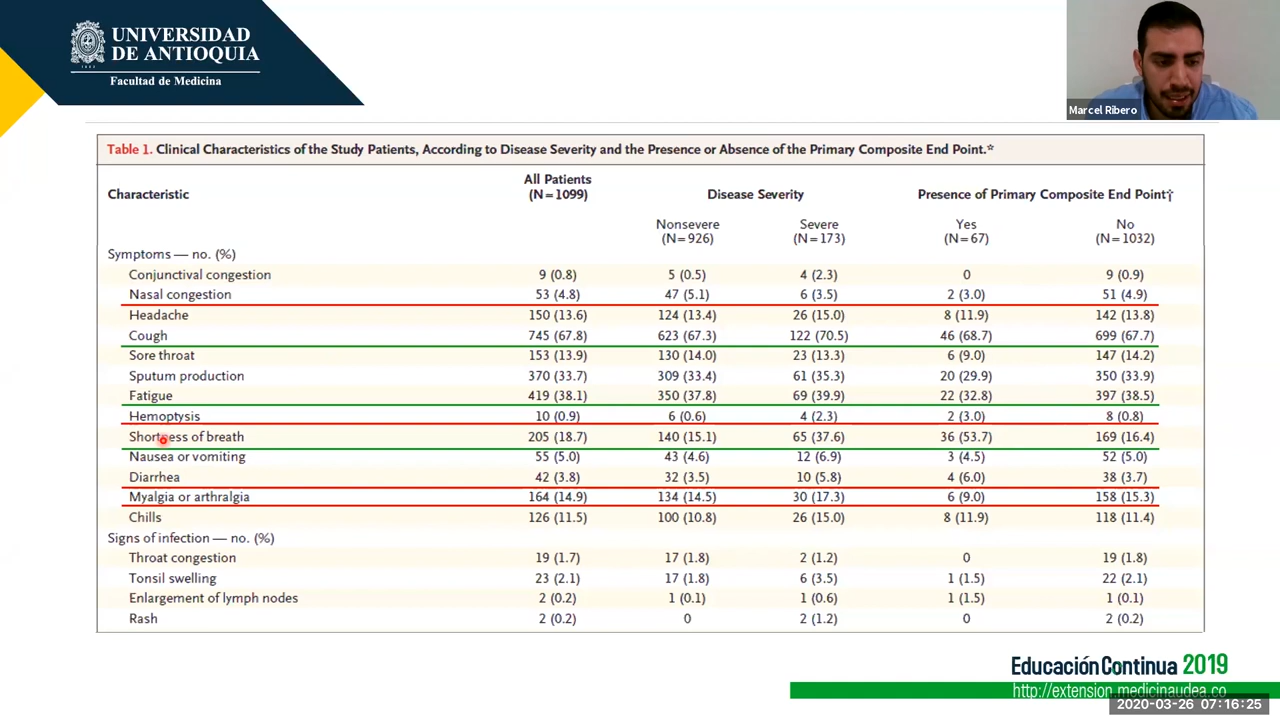 UNIVERSIDAD
DE ANTIOQUIA
Facultad de Medicina
1803
Marcel Ribero
Table 1. Clinical Characteristics of the Study Patients, According to Disease Severity and the Presence or Absence of the Primary Composite End Point.*
Characteristic All Patients (N=1099) Disease Severity Presence of Primary Composite End Point†
Nonsevere (N=926) Severe (N=173) Yes (N=67) No (N=1032)
Symptoms — no. (%)
Conjunctival congestion 9 (0.8) 5 (0.5) 4 (2.3) 0 9 (0.9)
Nasal congestion 53 (4.8) 47 (5.1) 6 (3.5) 2 (3.0) 51 (4.9)
Headache 150 (13.6) 124 (13.4) 26 (15.0) 8 (11.9) 142 (13.8)
Cough 745 (67.8) 623 (67.3) 122 (70.5) 46 (68.7) 699 (67.7)
Sore throat 153 (13.9) 130 (14.0) 23 (13.3) 6 (9.0) 147 (14.2)
Sputum production 370 (33.7) 309 (33.4) 61 (35.3) 20 (29.9) 350 (33.9)
Fatigue 419 (38.1) 350 (37.8) 69 (39.9) 22 (32.8) 397 (38.5)
Hemoptysis 10 (0.9) 6 (0.6) 4 (2.3) 2 (3.0) 8 (0.8)
Shortness of breath 205 (18.7) 140 (15.1) 65 (37.6) 36 (53.7) 169 (16.4)
Nausea or vomiting 55 (5.0) 43 (4.6) 12 (6.9) 3 (4.5) 52 (5.0)
Diarrhea 42 (3.8) 32 (3.5) 10 (5.8) 4 (6.0) 38 (3.7)
Myalgia or arthralgia 164 (14.9) 134 (14.5) 30 (17.3) 6 (9.0) 158 (15.3)
Chills 126 (11.5) 100 (10.8) 26 (15.0) 8 (11.9) 118 (11.4)
Signs of infection — no. (%)
Throat congestion 19 (1.7) 17 (1.8) 2 (1.2) 0 19 (1.8)
Tonsil swelling 23 (2.1) 17 (1.8) 6 (3.5) 1 (1.5) 22 (2.1)
Enlargement of lymph nodes 2 (0.2) 1 (0.1) 1 (0.6) 1 (1.5) 1 (0.1)
Rash 2 (0.2) 0 2 (1.2) 0 2 (0.2)
Educación Continua 2019
http://extension.medicinaudea.co
2020-03-26 07:16:25